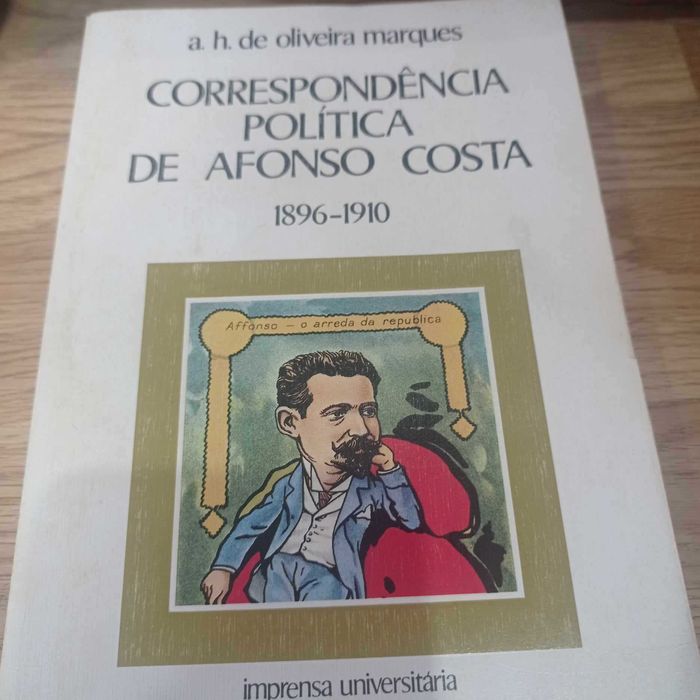 a. h. de oliveira marques
CORRESPONDÊNCIA
POLÍTICA
DE AFONSO COSTA
1896-1910
Affonso — o arreda da republica
imprensa universitária